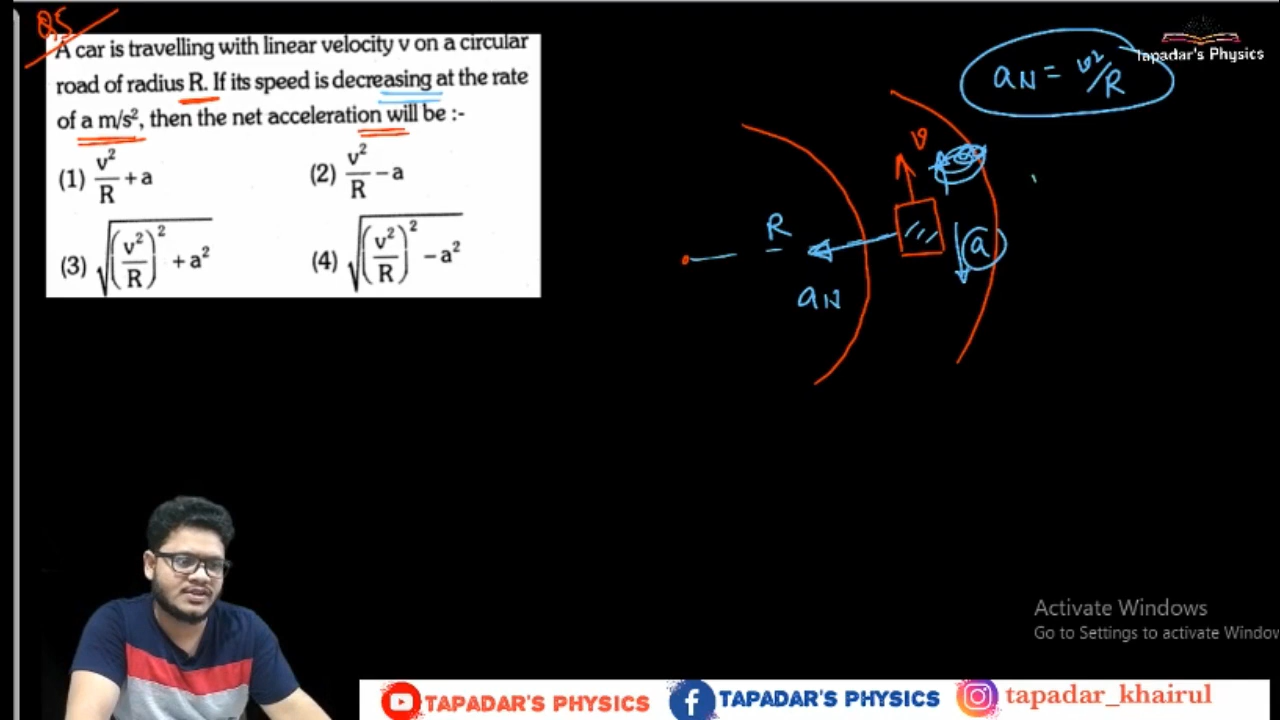 Q5
A car is travelling with linear velocity v on a circular
road of radius R. If its speed is decreasing at the rate
of a m/s², then the net acceleration will be :-
(1) v²/R + a
(2) v²/R − a
(3) √((v²/R)² + a²)
(4) √((v²/R)² − a²)
Tapadar's Physics
aN = v²/R
v
R
a
aN
Activate Windows
Go to Settings to activate Window
TAPADAR'S PHYSICS
TAPADAR'S PHYSICS
tapadar_khairul